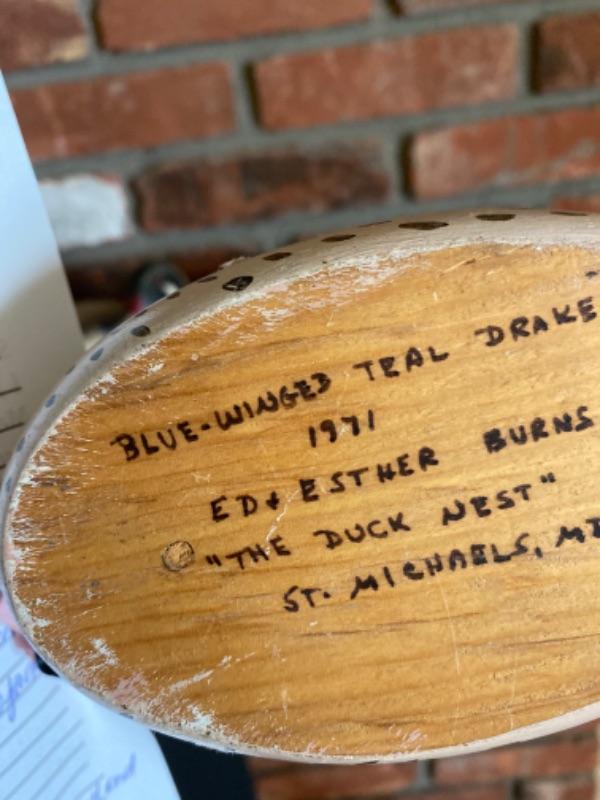 BLUE-WINGED TEAL DRAKE
1971
ED & ESTHER BURNS
"THE DUCK NEST"
ST. MICHAELS, MD